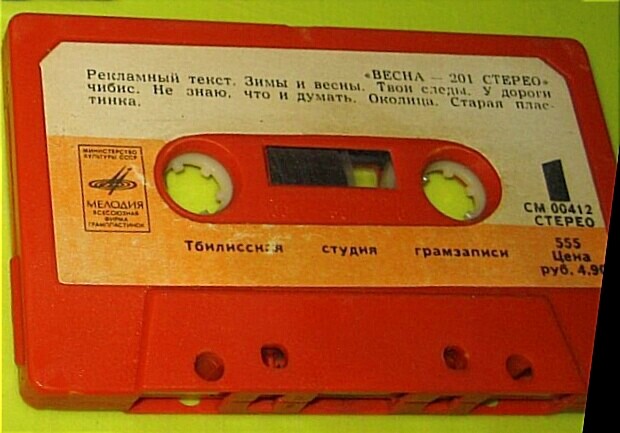 «ВЕСНА — 201 СТЕРЕО»
Рекламный текст. Зимы и весны. Твои следы. У дороги
чибис. Не знаю, что и думать. Околица. Старая плас-
тинка.
МИНИСТЕРСТВО
КУЛЬТУРЫ СССР
МЕЛОДИЯ
ВСЕСОЮЗНАЯ
ФИРМА
ГРАМПЛАСТИНОК
СМ 00412
СТЕРЕО
Тбилисская студия грамзаписи
555
Цена
руб. 4.90